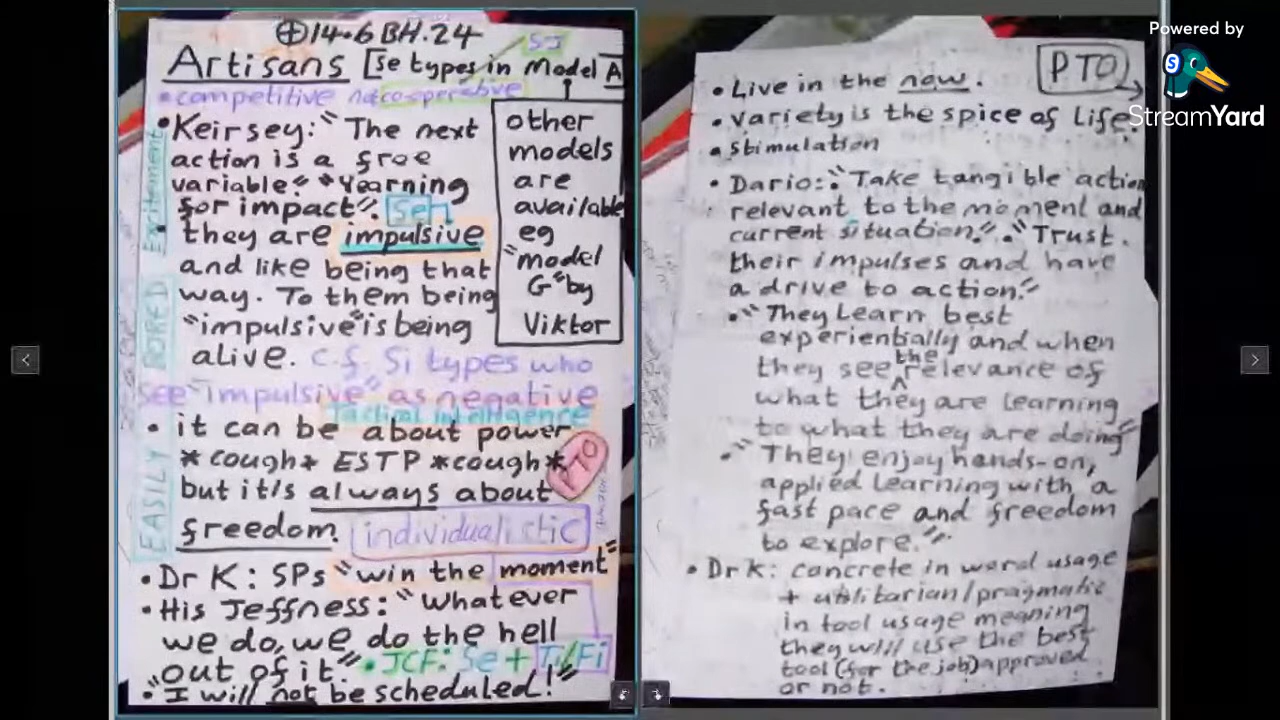 ⊕14.6 BH.24
SJ
Artisans [Se types in Model A
•competitive not cooperative
•Keirsey: "The next
action is a free
variable." "Yearning
for impact". Se
• they are impulsive
and like being that
way. To them being
"impulsive" is being
alive. c.f. Si types who
see "impulsive" as negative
Tactical intelligence
• it can be about power
*cough* ESTP *cough*
but it/s always about
freedom. individualistic
PTO
• Dr K: SPs "win the moment"
• His Jeffness: "Whatever
we do, we do the hell
out of it." • JCF: Se + Ti/Fi
• "I will not be scheduled!"
EASILY BORED Excitement
other
models
are
available
eg
"model
G" by
Viktor
PTO
• Live in the now.
• variety is the spice of life.
• stimulation
• Dario: "Take tangible action
relevant to the moment and
current situation." "Trust
their impulses and have
a drive to action."
• "They learn best
experientially and when
they see the relevance of
what they are learning
to what they are doing"
• "They enjoy hands-on,
applied learning with a
fast pace and freedom
to explore."
• Dr K: concrete in word usage
+ utilitarian/pragmatic
in tool usage meaning
they will use the best
tool (for the job) approved
or not.
Powered by
S
StreamYard